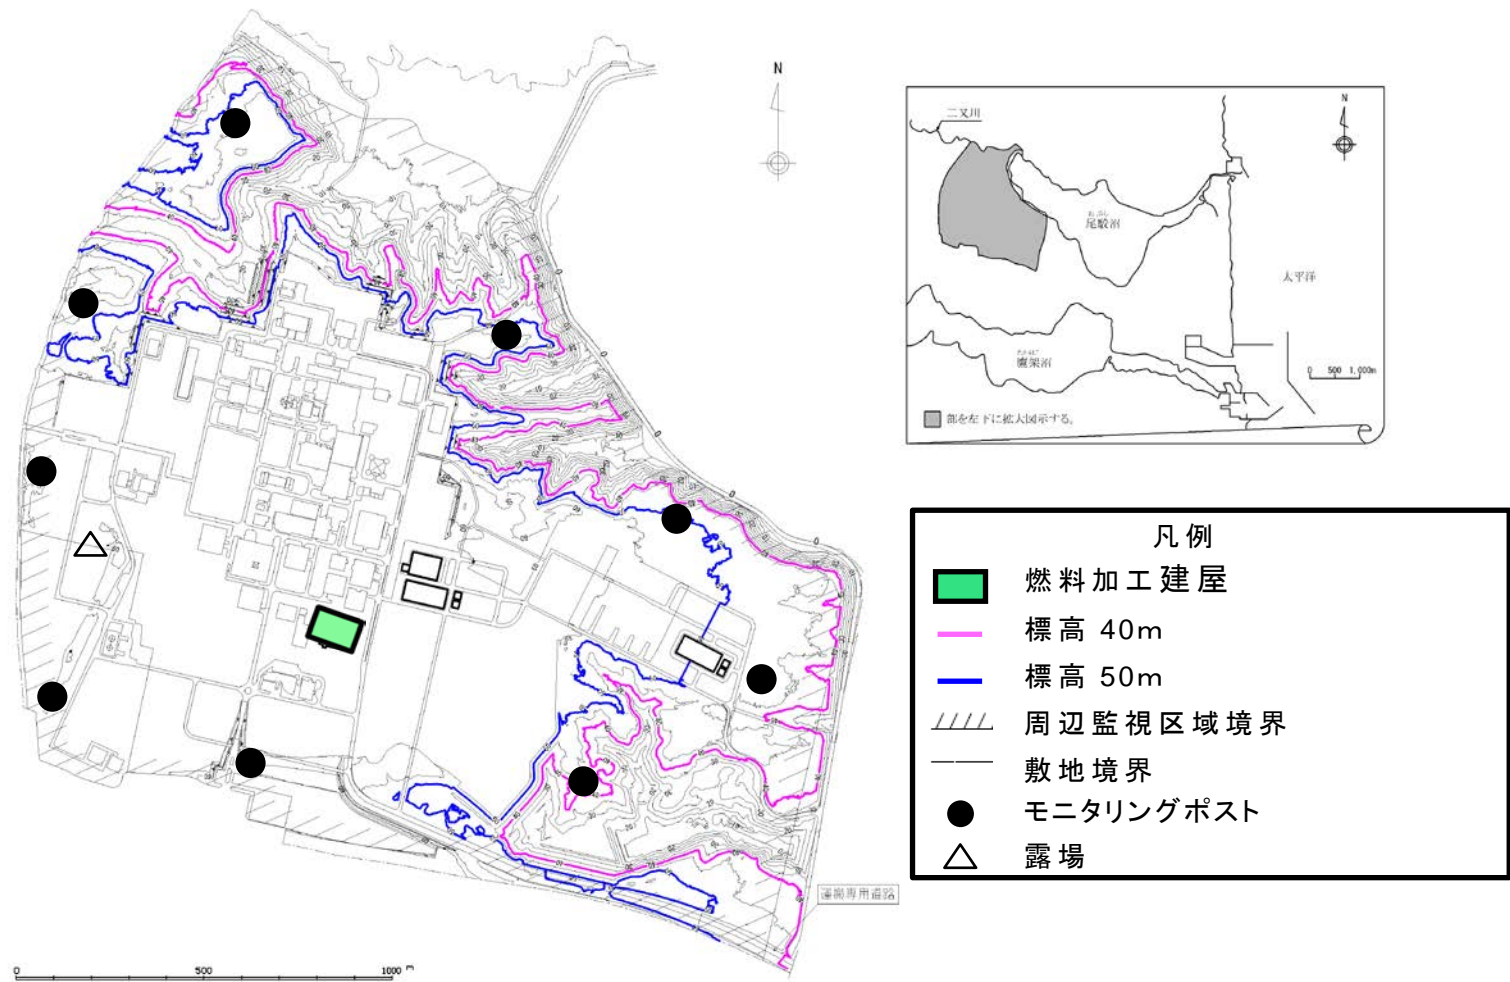 N
二又川
N
おぶち
尾駮沼
太平洋
鷹架沼
0 500 1,000m
部を左下に拡大図示する。
凡例
燃料加工建屋
標高 40m
標高 50m
周辺監視区域境界
敷地境界
モニタリングポスト
露場
運搬専用道路
0 500 1000 m